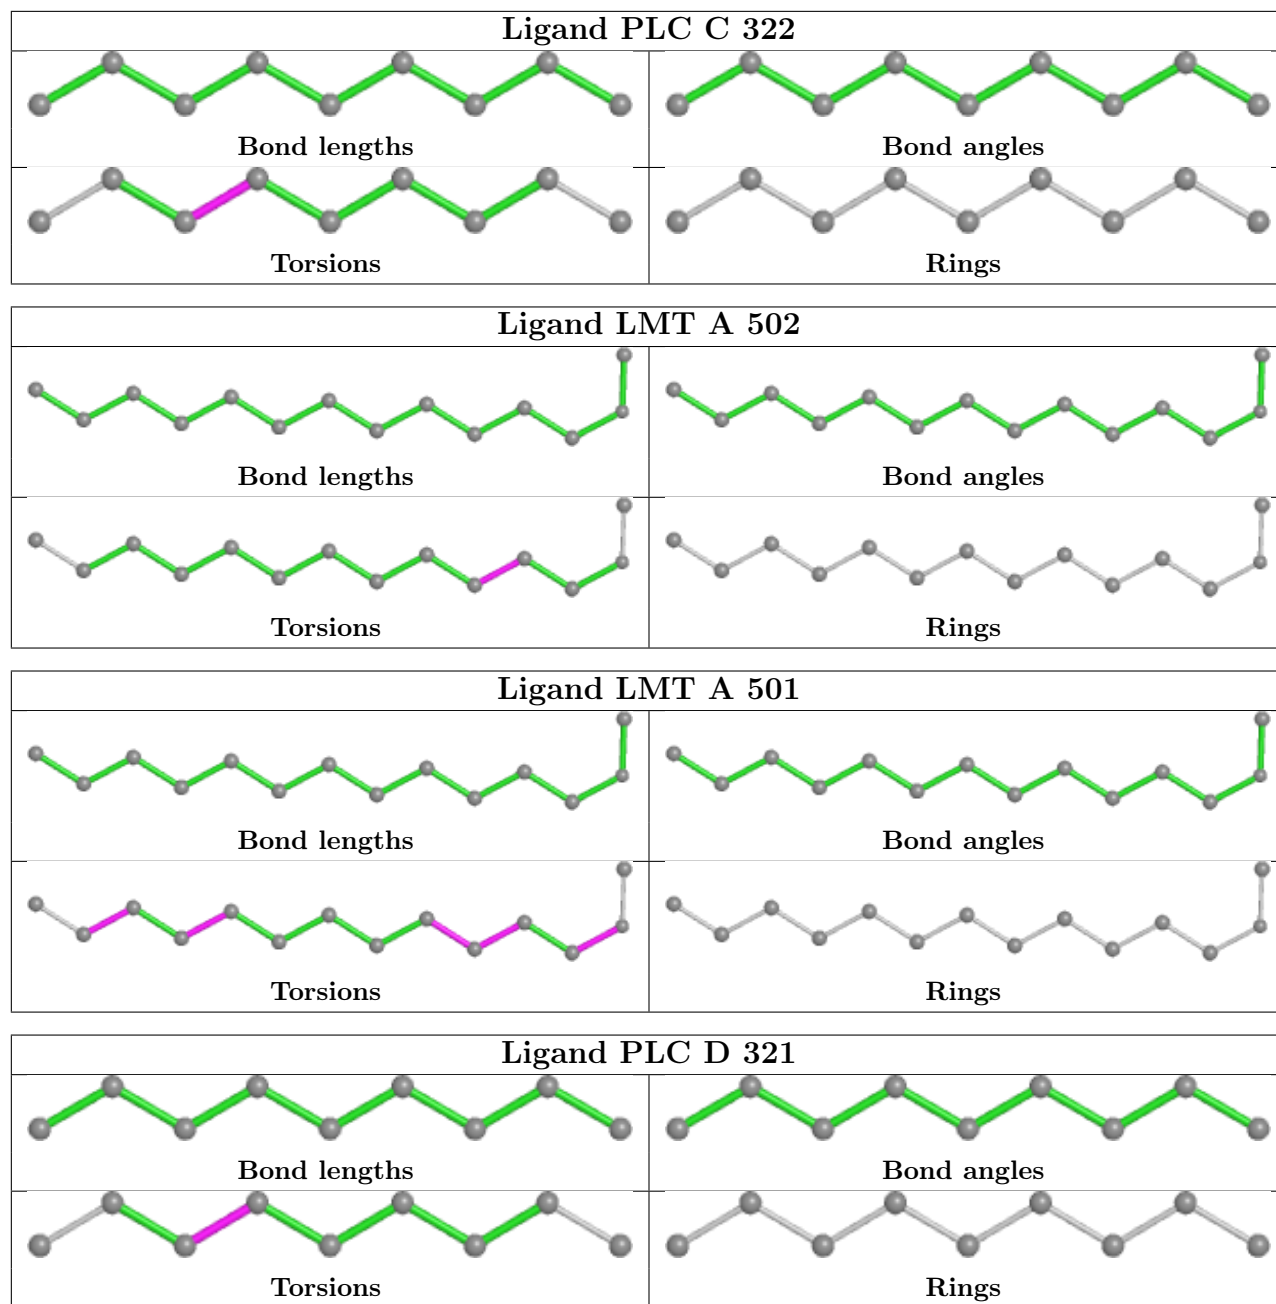 Ligand PLC C 322
Bond lengths
Bond angles
Torsions
Rings
Ligand LMT A 502
Bond lengths
Bond angles
Torsions
Rings
Ligand LMT A 501
Bond lengths
Bond angles
Torsions
Rings
Ligand PLC D 321
Bond lengths
Bond angles
Torsions
Rings